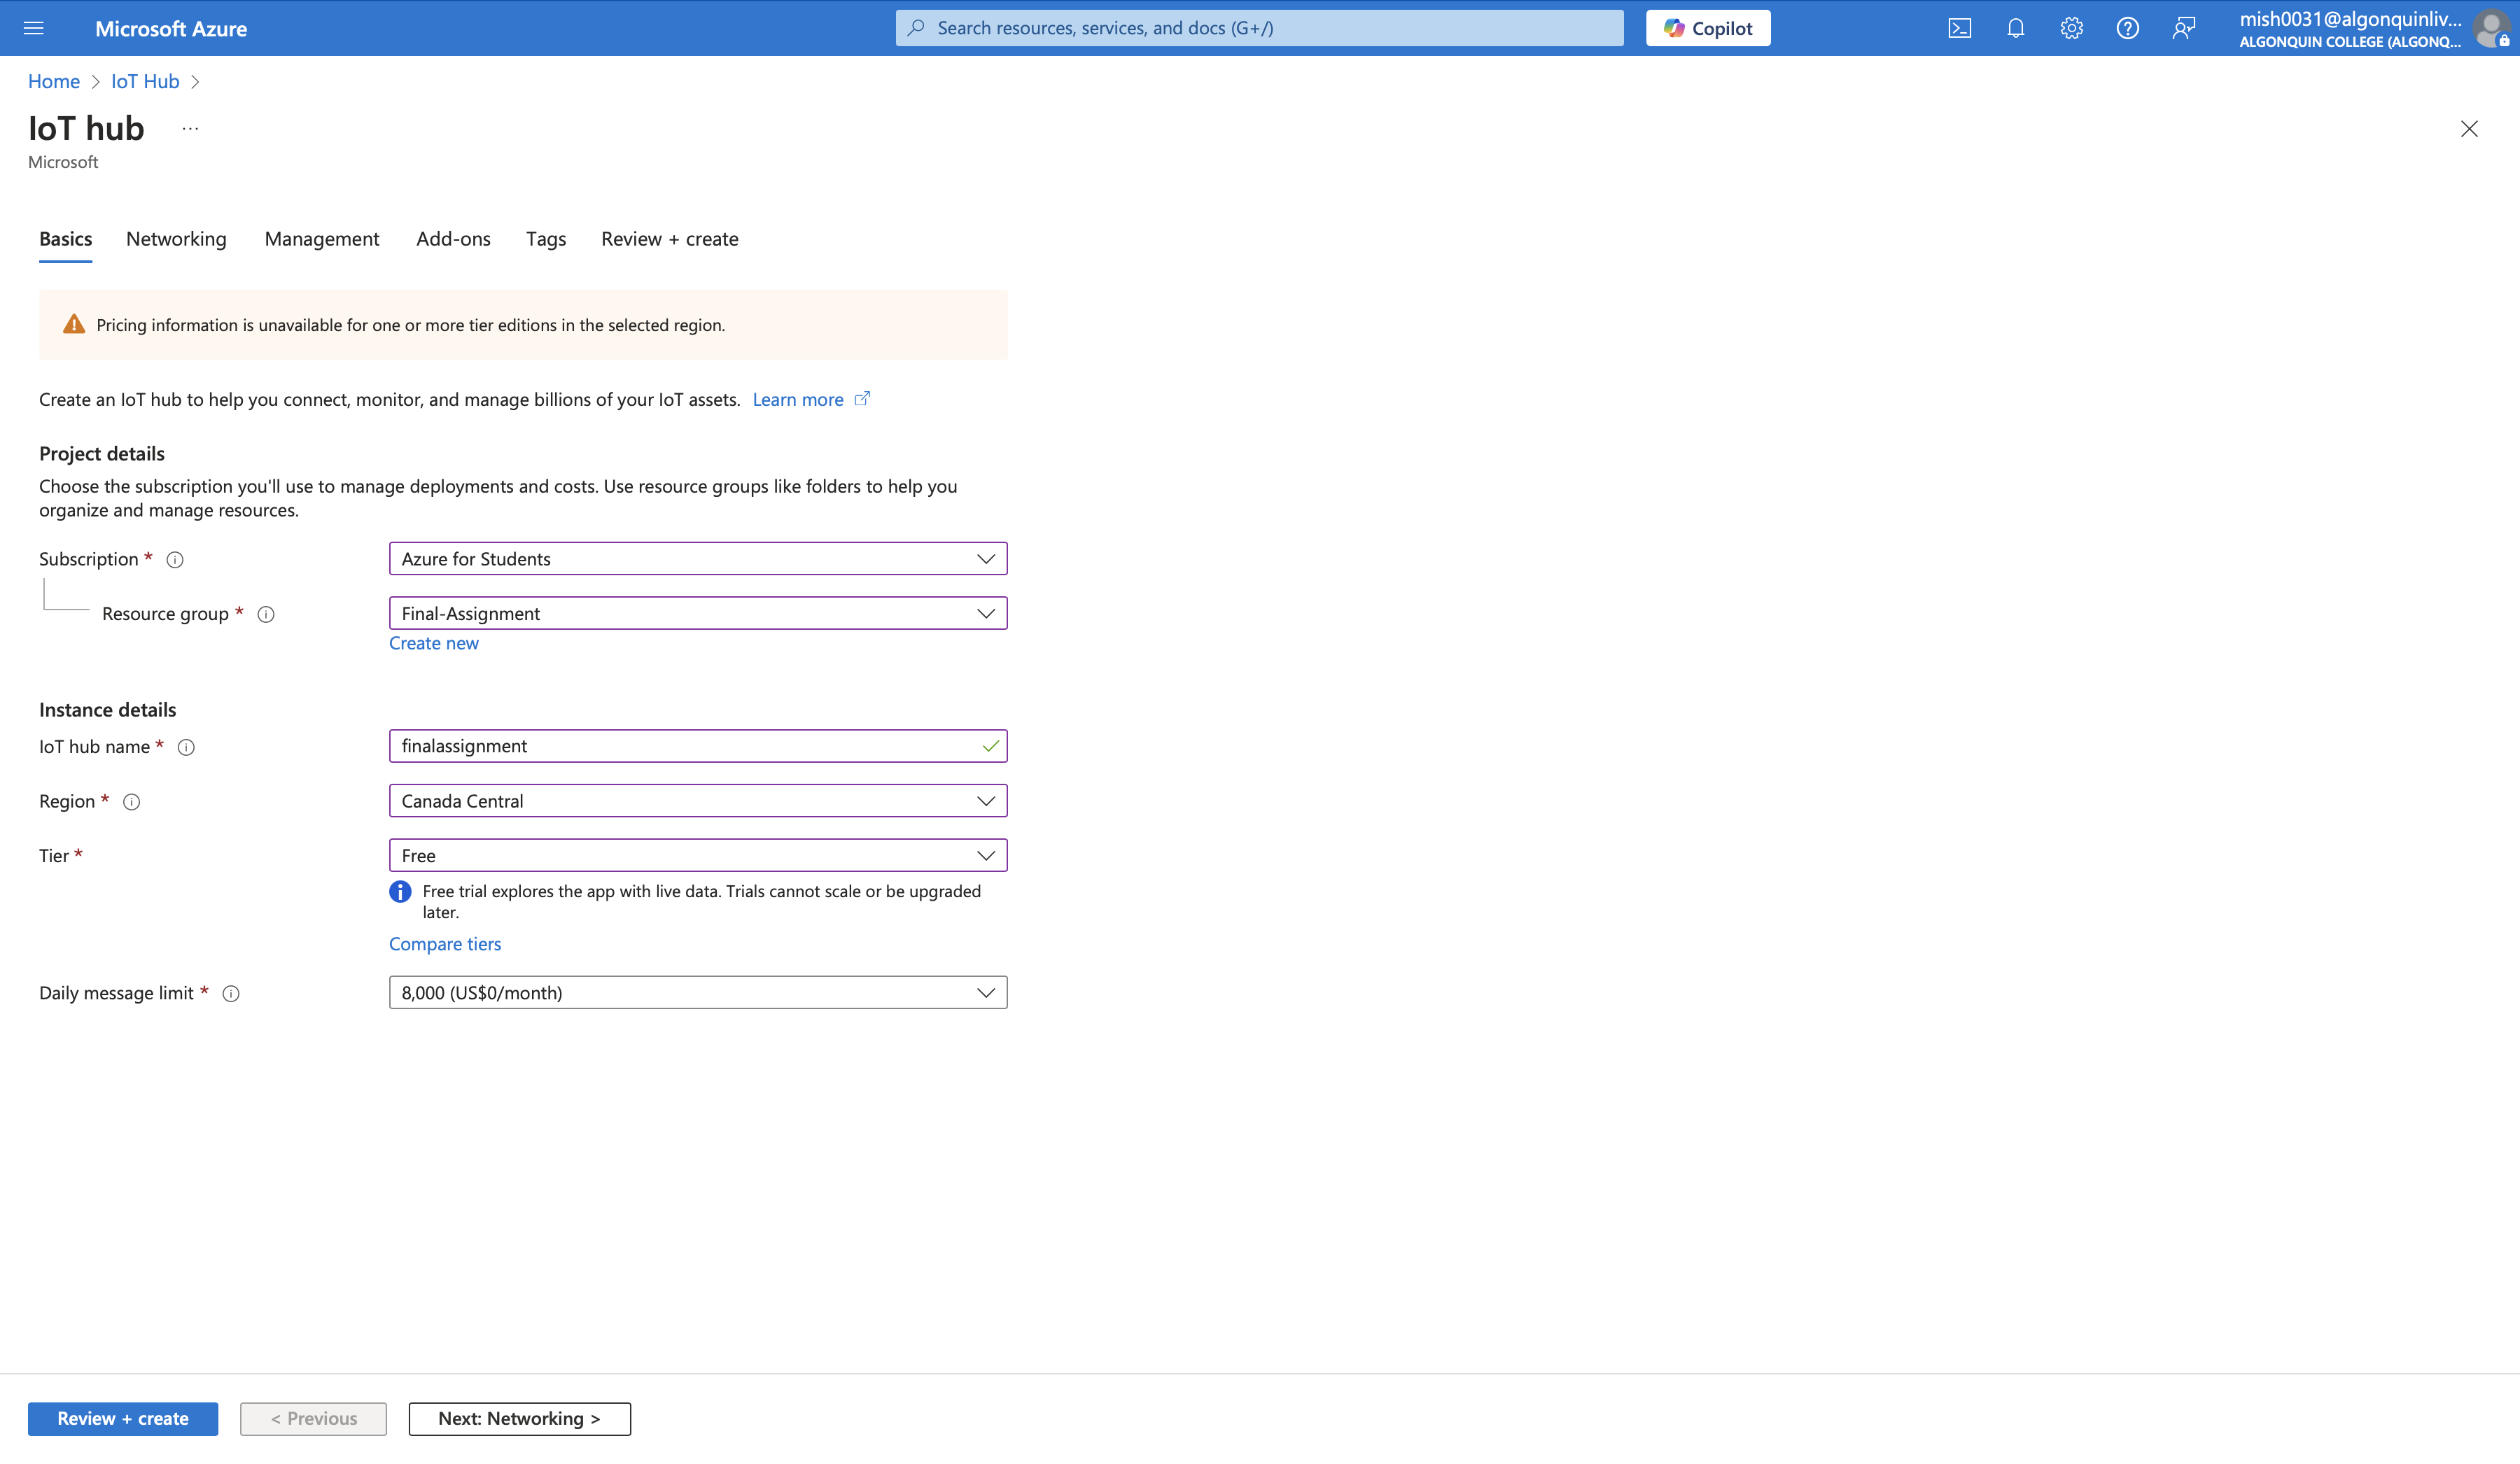 Microsoft Azure
Search resources, services, and docs (G+/)
Copilot
mish0031@algonquinliv...
ALGONQUIN COLLEGE (ALGONQ...
Home > IoT Hub >
IoT hub ...
Microsoft
Basics Networking Management Add-ons Tags Review + create
Pricing information is unavailable for one or more tier editions in the selected region.
Create an IoT hub to help you connect, monitor, and manage billions of your IoT assets. Learn more
Project details
Choose the subscription you'll use to manage deployments and costs. Use resource groups like folders to help you
organize and manage resources.
Subscription * Azure for Students
Resource group * Final-Assignment
Create new
Instance details
IoT hub name * finalassignment
Region * Canada Central
Tier * Free
Free trial explores the app with live data. Trials cannot scale or be upgraded
later.
Compare tiers
Daily message limit * 8,000 (US$0/month)
Review + create < Previous Next: Networking >